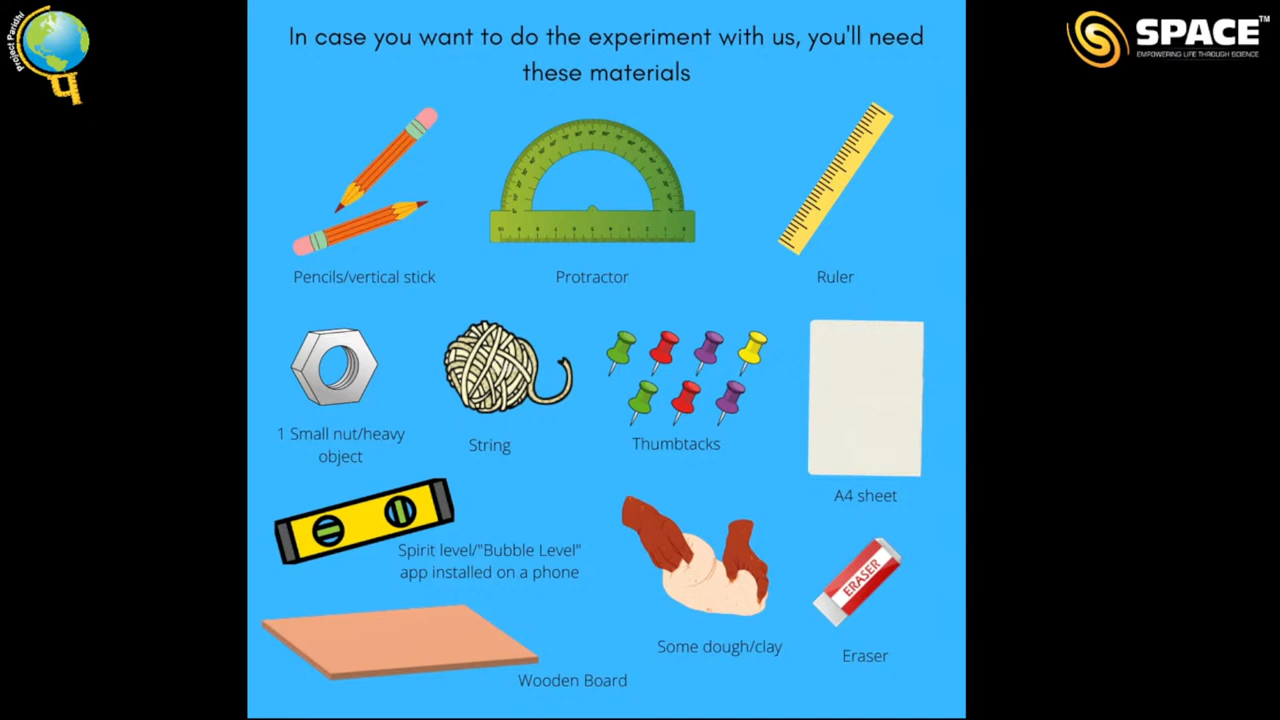 Project Paridhi
SPACE™
EMPOWERING LIFE THROUGH SCIENCE
In case you want to do the experiment with us, you'll need
these materials
Pencils/vertical stick
Protractor
Ruler
1 Small nut/heavy
object
String
Thumbtacks
A4 sheet
Spirit level/"Bubble Level"
app installed on a phone
ERASER
Some dough/clay
Eraser
Wooden Board